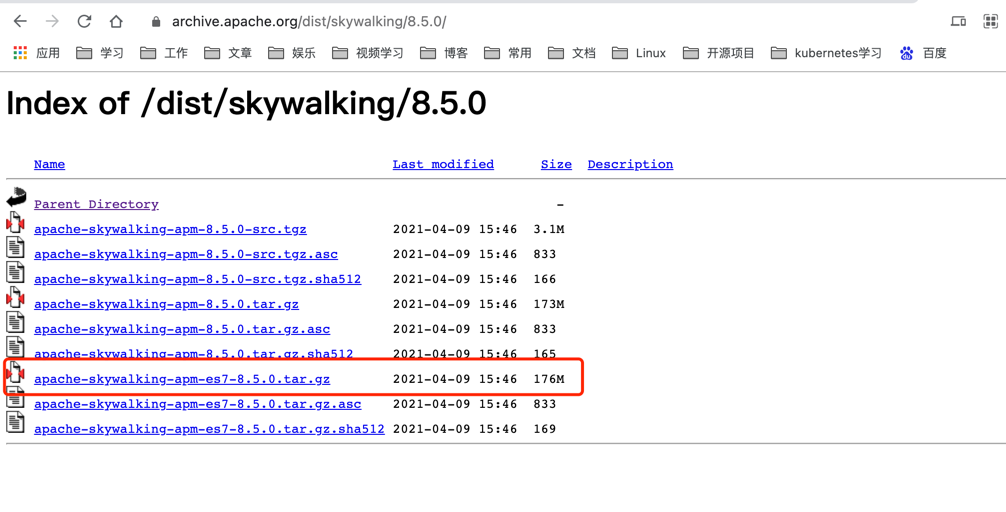 archive.apache.org/dist/skywalking/8.5.0/
应用 学习 工作 文章 娱乐 视频学习 博客 常用 文档 Linux 开源项目 kubernetes学习 百度
Index of /dist/skywalking/8.5.0
Name Last modified Size Description
Parent Directory -
apache-skywalking-apm-8.5.0-src.tgz 2021-04-09 15:46 3.1M
apache-skywalking-apm-8.5.0-src.tgz.asc 2021-04-09 15:46 833
apache-skywalking-apm-8.5.0-src.tgz.sha512 2021-04-09 15:46 166
apache-skywalking-apm-8.5.0.tar.gz 2021-04-09 15:46 173M
apache-skywalking-apm-8.5.0.tar.gz.asc 2021-04-09 15:46 833
apache-skywalking-apm-8.5.0.tar.gz.sha512 2021-04-09 15:46 165
apache-skywalking-apm-es7-8.5.0.tar.gz 2021-04-09 15:46 176M
apache-skywalking-apm-es7-8.5.0.tar.gz.asc 2021-04-09 15:46 833
apache-skywalking-apm-es7-8.5.0.tar.gz.sha512 2021-04-09 15:46 169